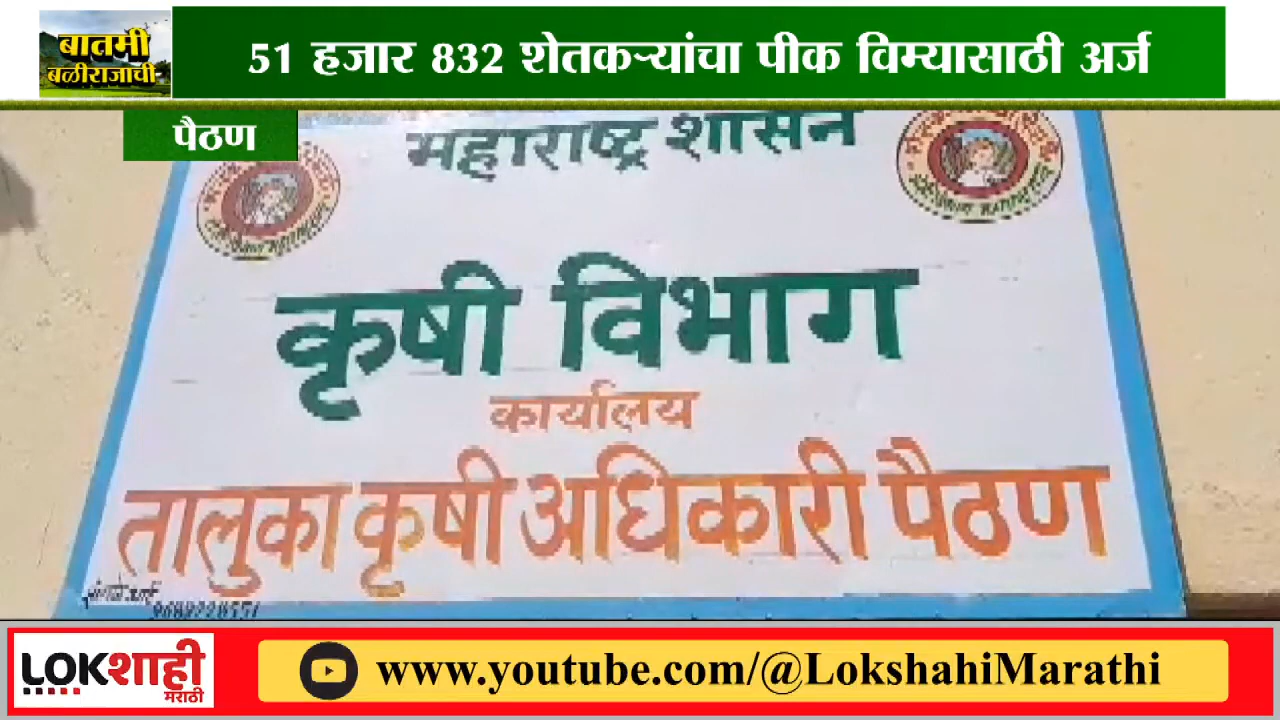 बातमी
बळीराजाची
51 हजार 832 शेतकऱ्यांचा पीक विम्यासाठी अर्ज
पैठण
महाराष्ट्र शासन
कृषी विभाग
कार्यालय
तालुका कृषी अधिकारी पैठण
LOKशाही
मराठी
www.youtube.com/@LokshahiMarathi